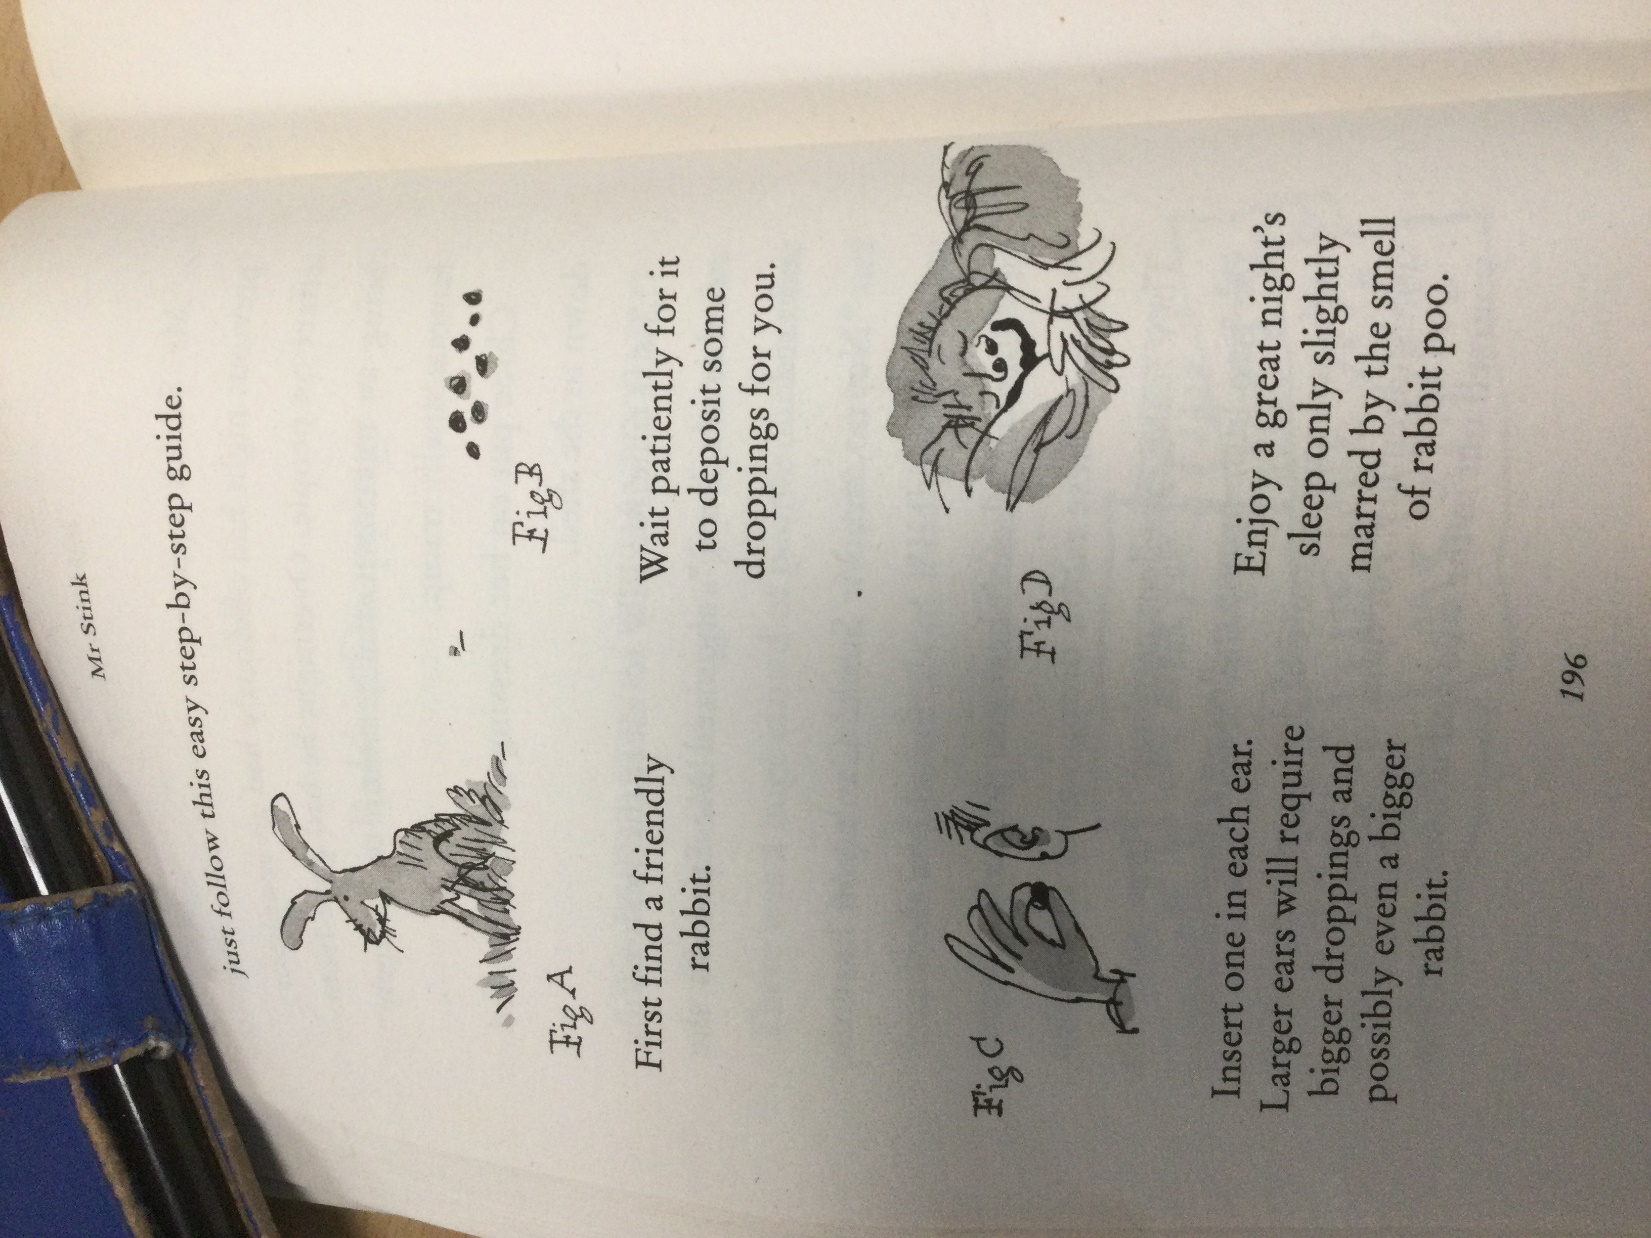 Mr Stink
just follow this easy step-by-step guide.
Fig A
First find a friendly
rabbit.
Fig B
Wait patiently for it
to deposit some
droppings for you.
Fig C
Insert one in each ear.
Larger ears will require
bigger droppings and
possibly even a bigger
rabbit.
Fig D
Enjoy a great night's
sleep only slightly
marred by the smell
of rabbit poo.
196